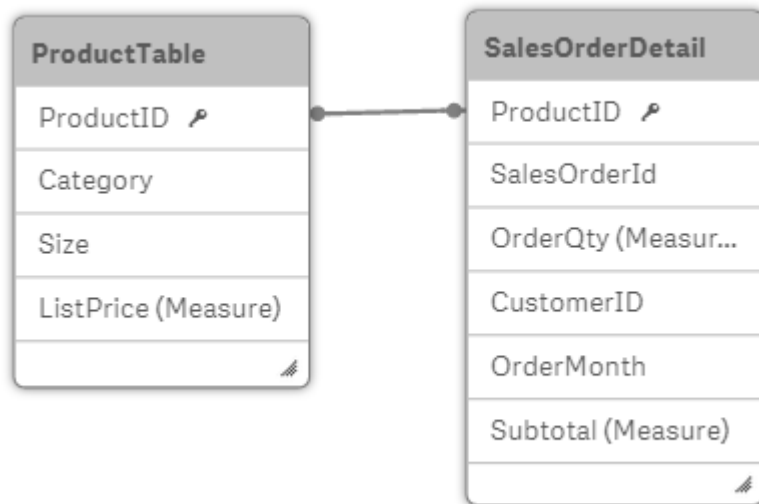 ProductTable
ProductID
Category
Size
ListPrice (Measure)
SalesOrderDetail
ProductID
SalesOrderId
OrderQty (Measur...
CustomerID
OrderMonth
Subtotal (Measure)